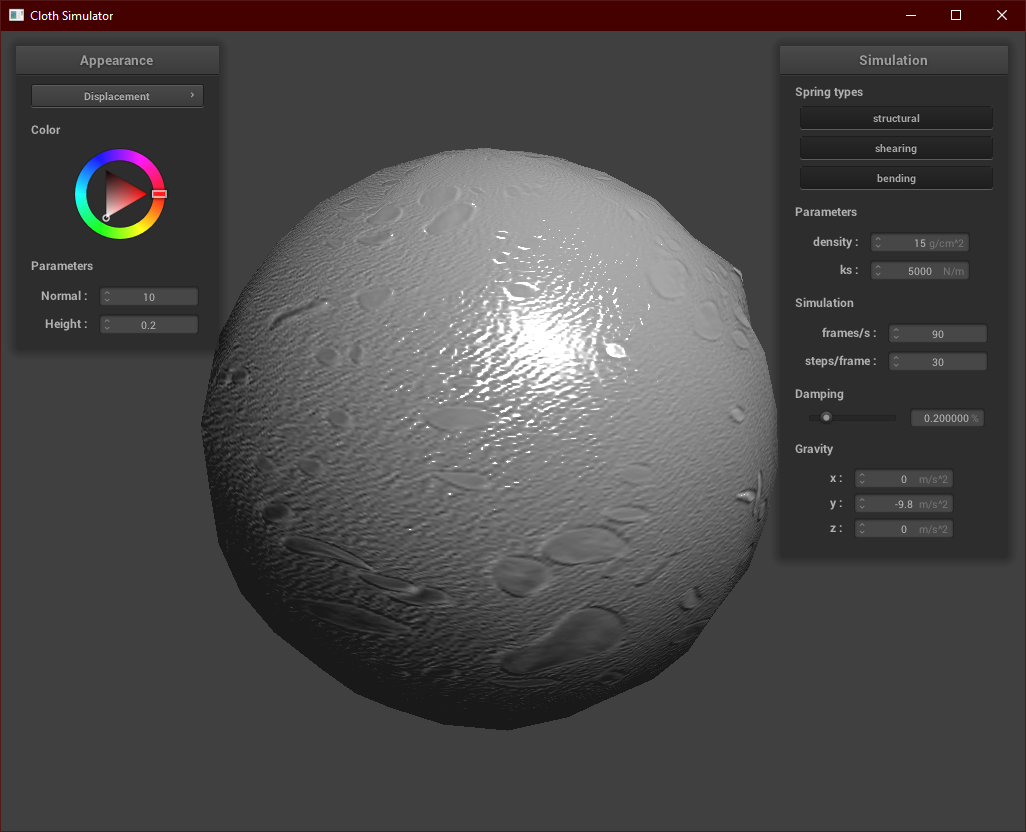 Cloth Simulator
Appearance
Displacement
Color
Parameters
Normal : 10
Height : 0.2
Simulation
Spring types
structural
shearing
bending
Parameters
density : 15 g/cm^2
ks : 5000 N/m
Simulation
frames/s : 90
steps/frame : 30
Damping
0.200000 %
Gravity
x : 0 m/s^2
y : -9.8 m/s^2
z : 0 m/s^2